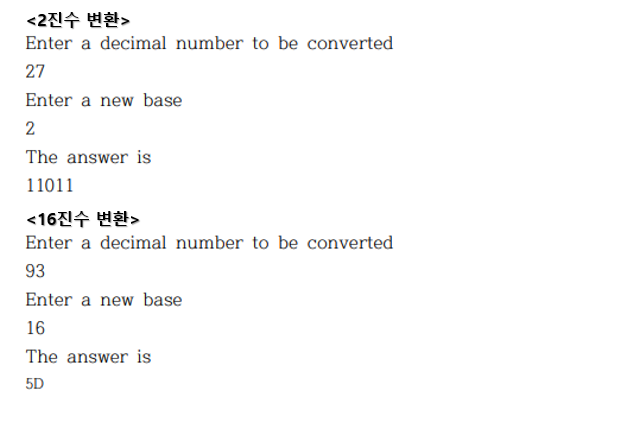 <2진수 변환>
Enter a decimal number to be converted
27
Enter a new base
2
The answer is
11011
<16진수 변환>
Enter a decimal number to be converted
93
Enter a new base
16
The answer is
5D